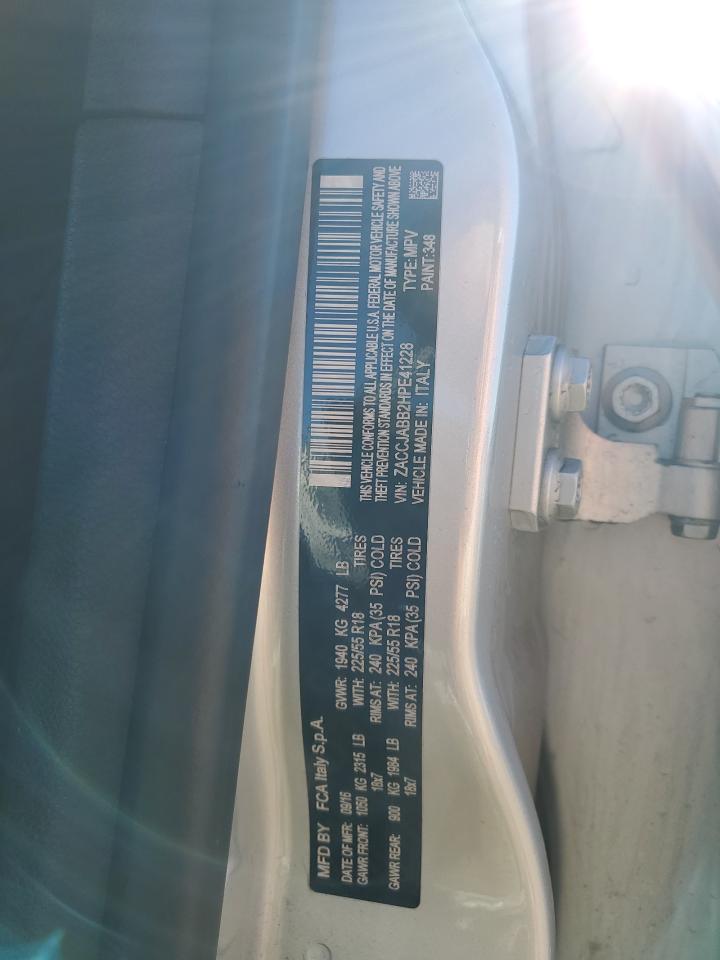 MFD BY FCA Italy S.p.A.
DATE OF MFR: 09/16 GVWR: 1940 KG 4277 LB
GAWR FRONT: 1050 KG 2315 LB WITH: 225/55 R18 TIRES
18x7 RIMS AT: 240 KPA (35 PSI) COLD
GAWR REAR: 900 KG 1984 LB WITH: 225/55 R18 TIRES
18x7 RIMS AT: 240 KPA (35 PSI) COLD
THIS VEHICLE CONFORMS TO ALL APPLICABLE U.S.A. FEDERAL MOTOR VEHICLE SAFETY AND
THEFT PREVENTION STANDARDS IN EFFECT ON THE DATE OF MANUFACTURE SHOWN ABOVE
VIN: ZACCJABB2HPE41228 TYPE: MPV
VEHICLE MADE IN: ITALY PAINT: 348